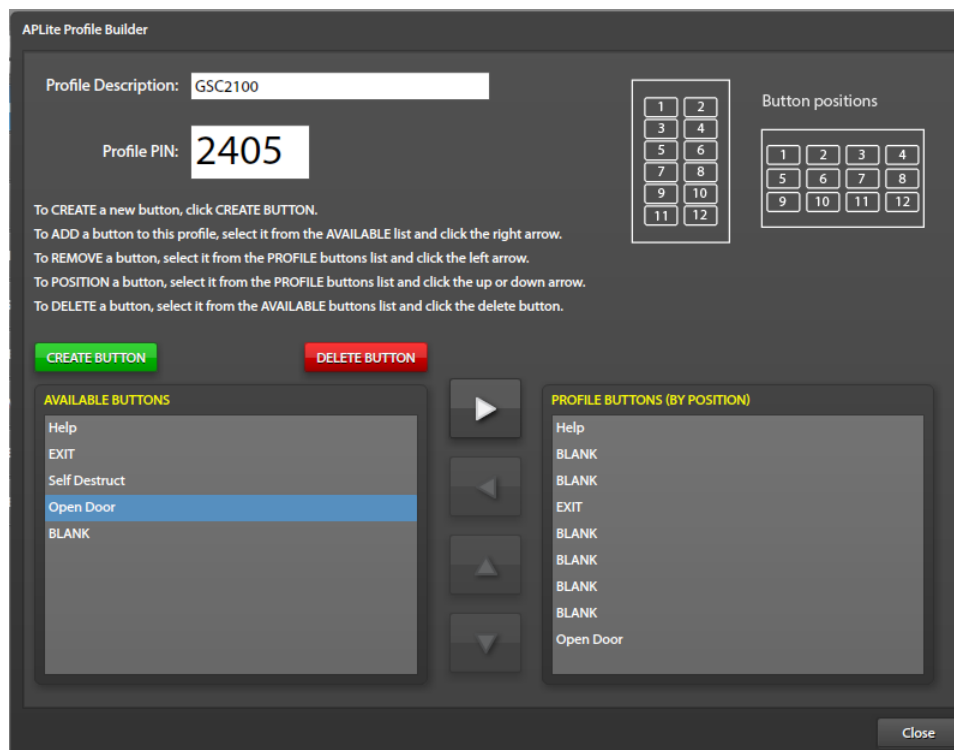 APLite Profile Builder
Profile Description: GSC2100
Profile PIN: 2405
Button positions
1 2
3 4
5 6
7 8
9 10
11 12
1 2 3 4
5 6 7 8
9 10 11 12
To CREATE a new button, click CREATE BUTTON.
To ADD a button to this profile, select it from the AVAILABLE list and click the right arrow.
To REMOVE a button, select it from the PROFILE buttons list and click the left arrow.
To POSITION a button, select it from the PROFILE buttons list and click the up or down arrow.
To DELETE a button, select it from the AVAILABLE buttons list and click the delete button.
CREATE BUTTON DELETE BUTTON
AVAILABLE BUTTONS
Help
EXIT
Self Destruct
Open Door
BLANK
PROFILE BUTTONS (BY POSITION)
Help
BLANK
BLANK
EXIT
BLANK
BLANK
BLANK
BLANK
Open Door
Close